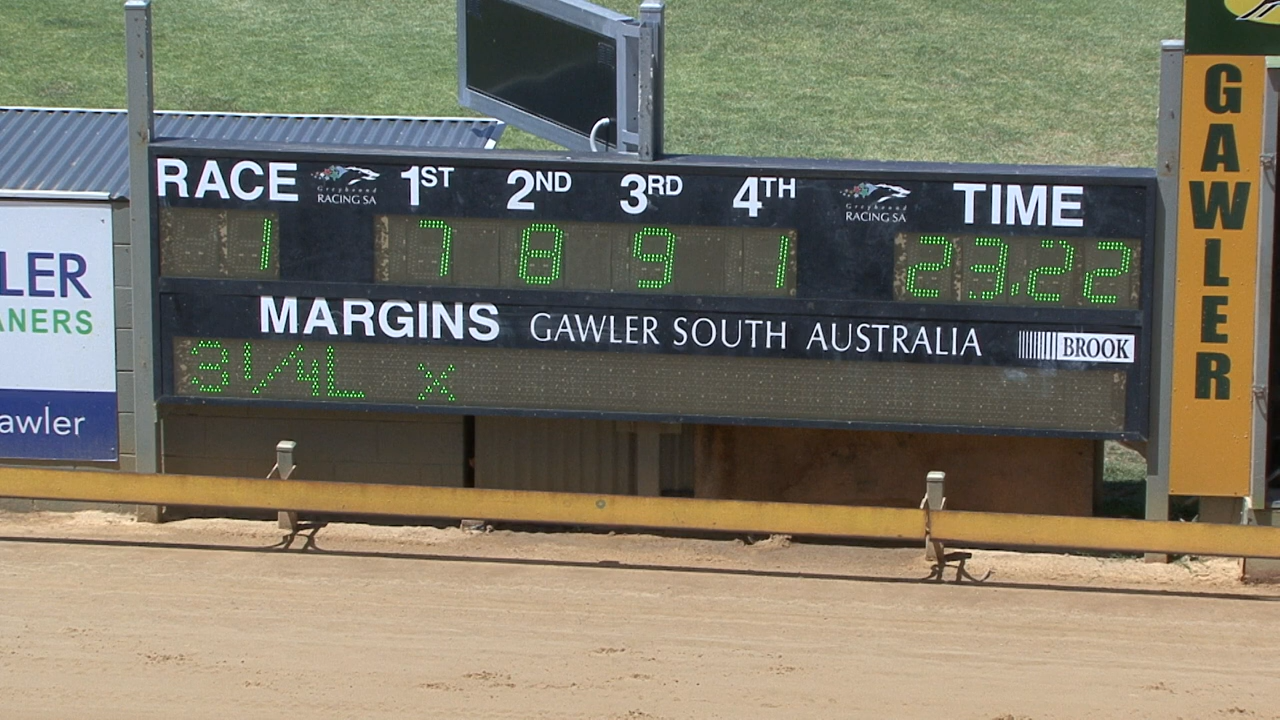 RACE
Greyhound
RACING SA
1ST 2ND 3RD 4TH
Greyhound
RACING SA
TIME
1 7 8 9 1 23.22
MARGINS GAWLER SOUTH AUSTRALIA BROOK
3 1/4L x
LER
ANERS
awler
GAWLER